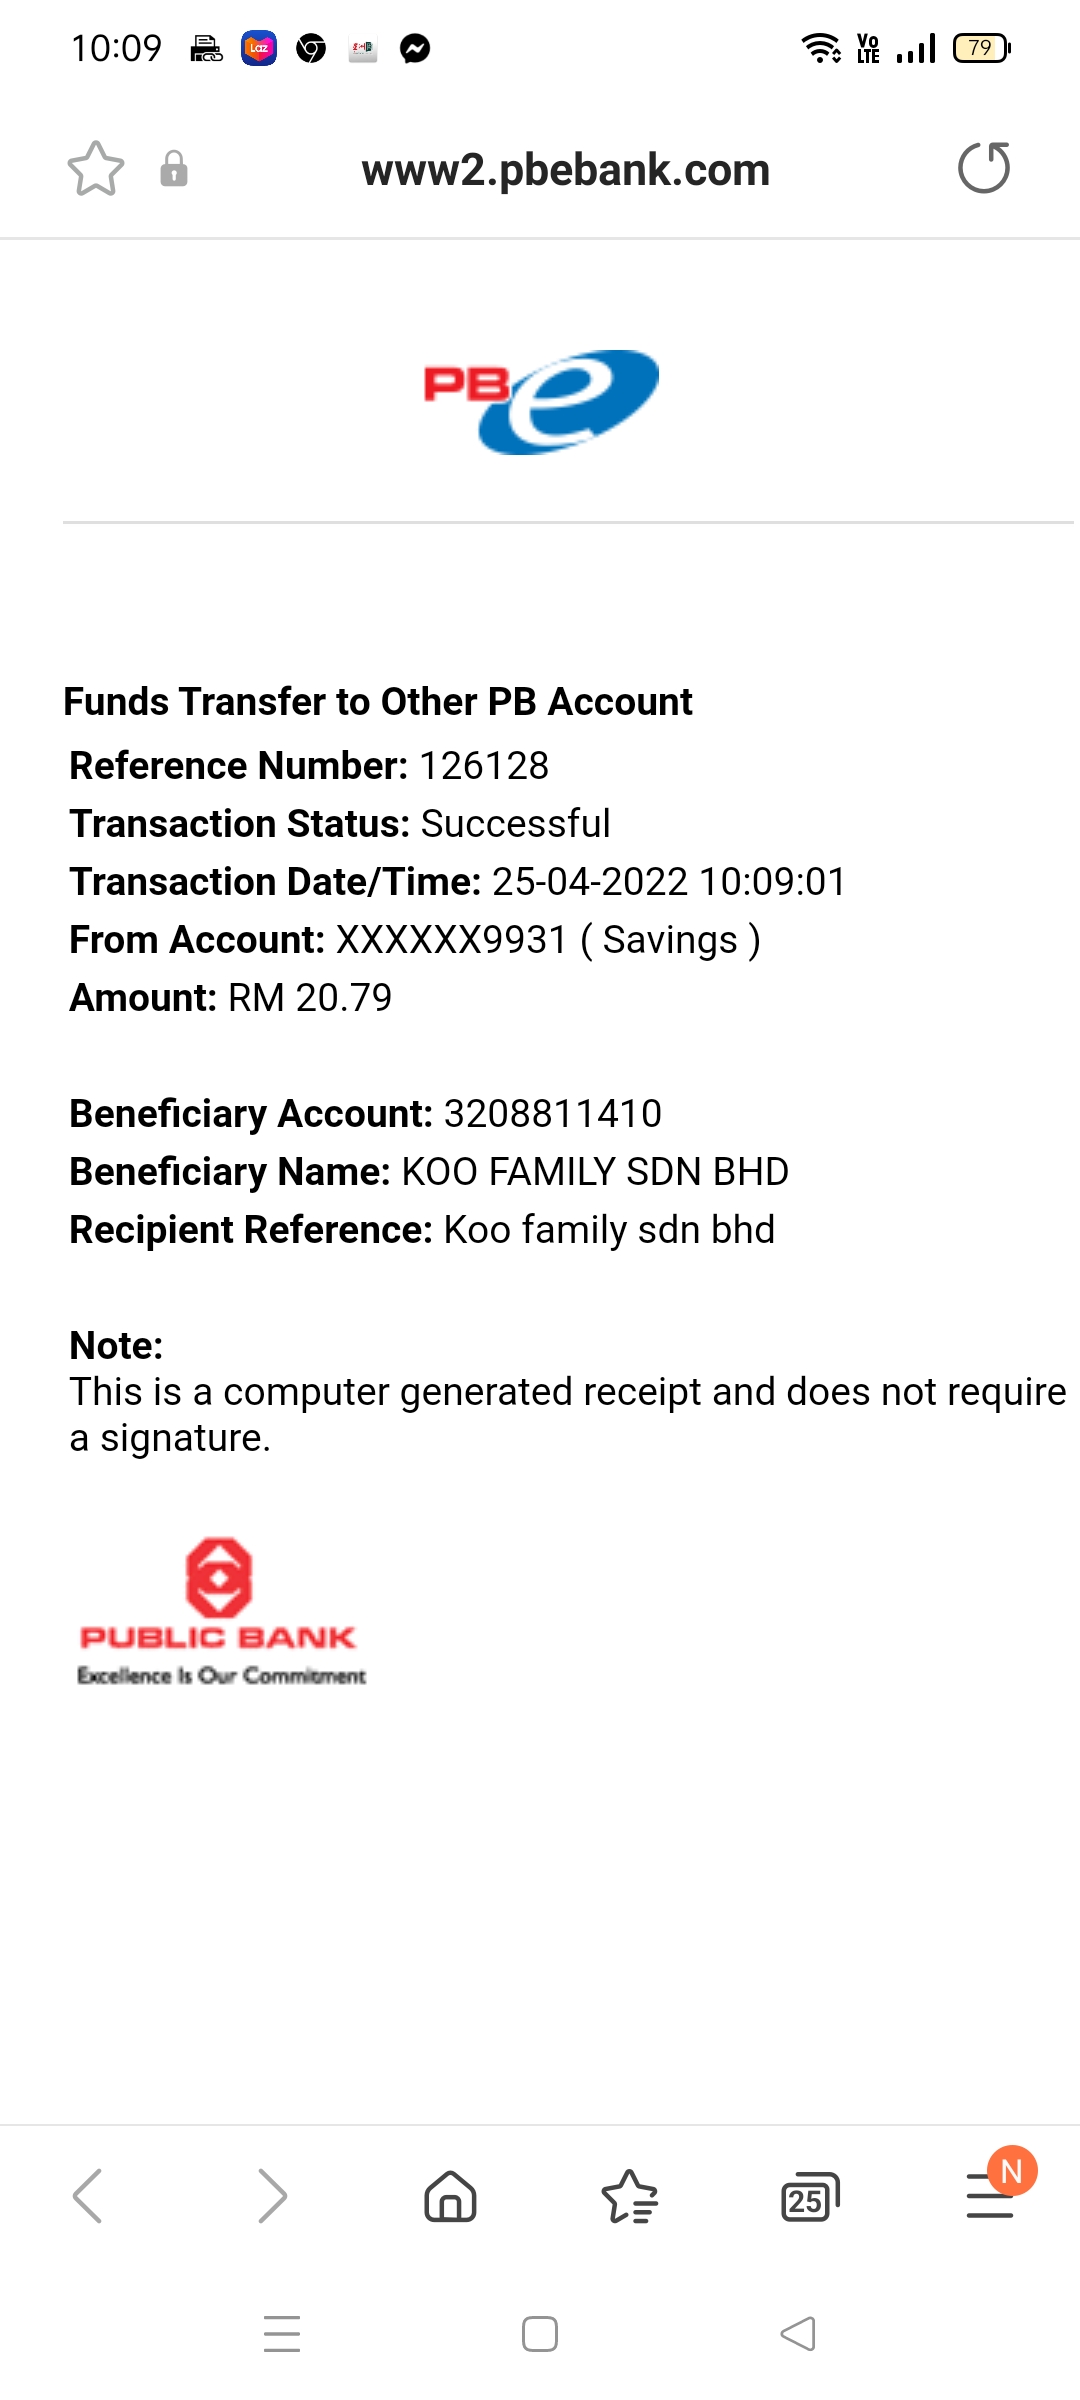 10:09
Laz
Vo
LTE
79
www2.pbebank.com
PBe
Funds Transfer to Other PB Account
Reference Number: 126128
Transaction Status: Successful
Transaction Date/Time: 25-04-2022 10:09:01
From Account: XXXXXX9931 ( Savings )
Amount: RM 20.79
Beneficiary Account: 3208811410
Beneficiary Name: KOO FAMILY SDN BHD
Recipient Reference: Koo family sdn bhd
Note:
This is a computer generated receipt and does not require
a signature.
PUBLIC BANK
Excellence Is Our Commitment
25
N